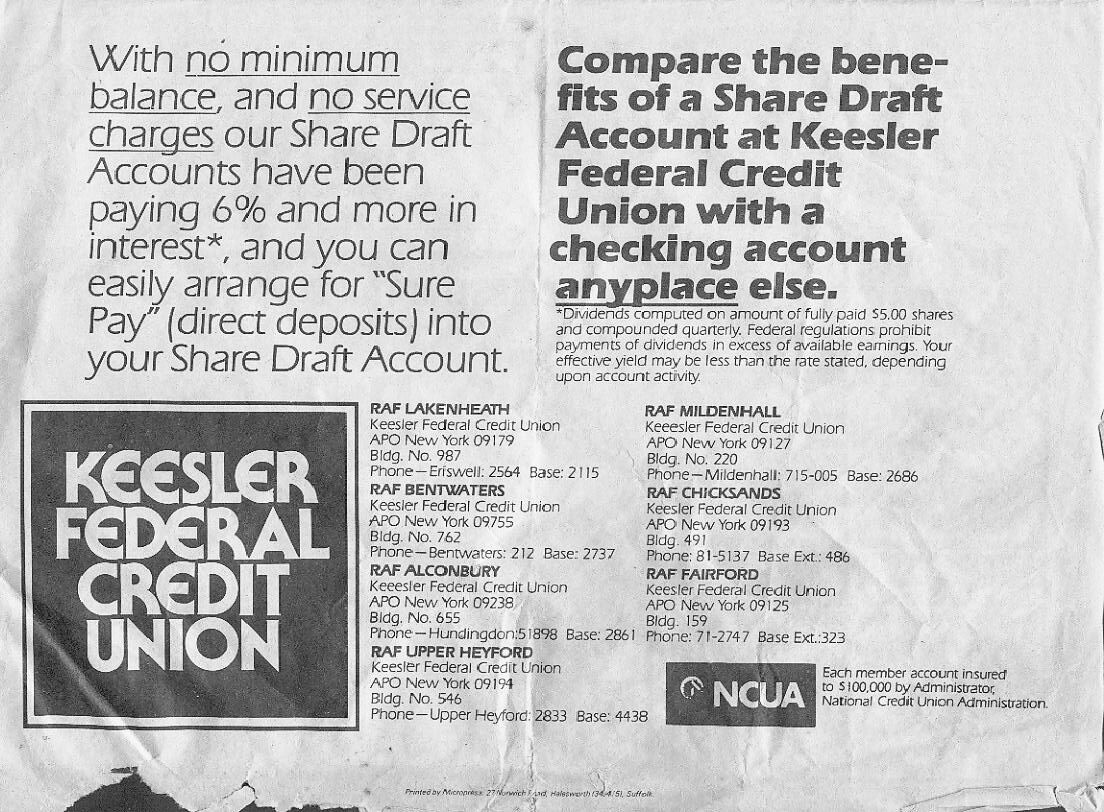 With no minimum
balance, and no service
charges our Share Draft
Accounts have been
paying 6% and more in
interest*, and you can
easily arrange for "Sure
Pay" (direct deposits) into
your Share Draft Account.
Compare the bene-
fits of a Share Draft
Account at Keesler
Federal Credit
Union with a
checking account
anyplace else.
*Dividends computed on amount of fully paid $5.00 shares
and compounded quarterly. Federal regulations prohibit
payments of dividends in excess of available earnings. Your
effective yield may be less than the rate stated, depending
upon account activity.
KEESLER
FEDERAL
CREDIT
UNION
RAF LAKENHEATH
Keesler Federal Credit Union
APO New York 09179
Bldg. No. 987
Phone—Eriswell: 2564 Base: 2115
RAF BENTWATERS
Keesler Federal Credit Union
APO New York 09755
Bldg. No. 762
Phone—Bentwaters: 212 Base: 2737
RAF ALCONBURY
Keeesler Federal Credit Union
APO New York 09238
Bldg. No. 655
Phone—Hundingdon:51898 Base: 2861
RAF UPPER HEYFORD
Keesler Federal Credit Union
APO New York 09194
Bldg. No. 546
Phone—Upper Heyford: 2833 Base: 4438
RAF MILDENHALL
Keeesler Federal Credit Union
APO New York 09127
Bldg. No. 220
Phone—Mildenhall: 715-005 Base: 2686
RAF CHICKSANDS
Keesler Federal Credit Union
APO New York 09193
Bldg. 491
Phone: 81-5137 Base Ext.: 486
RAF FAIRFORD
Keesler Federal Credit Union
APO New York 09125
Bldg. 159
Phone: 71-2747 Base Ext.:323
NCUA
Each member account insured
to $100,000 by Administrator,
National Credit Union Administration.
Printed by Micropress 27 Norwich Road, Halesworth Suffolk.